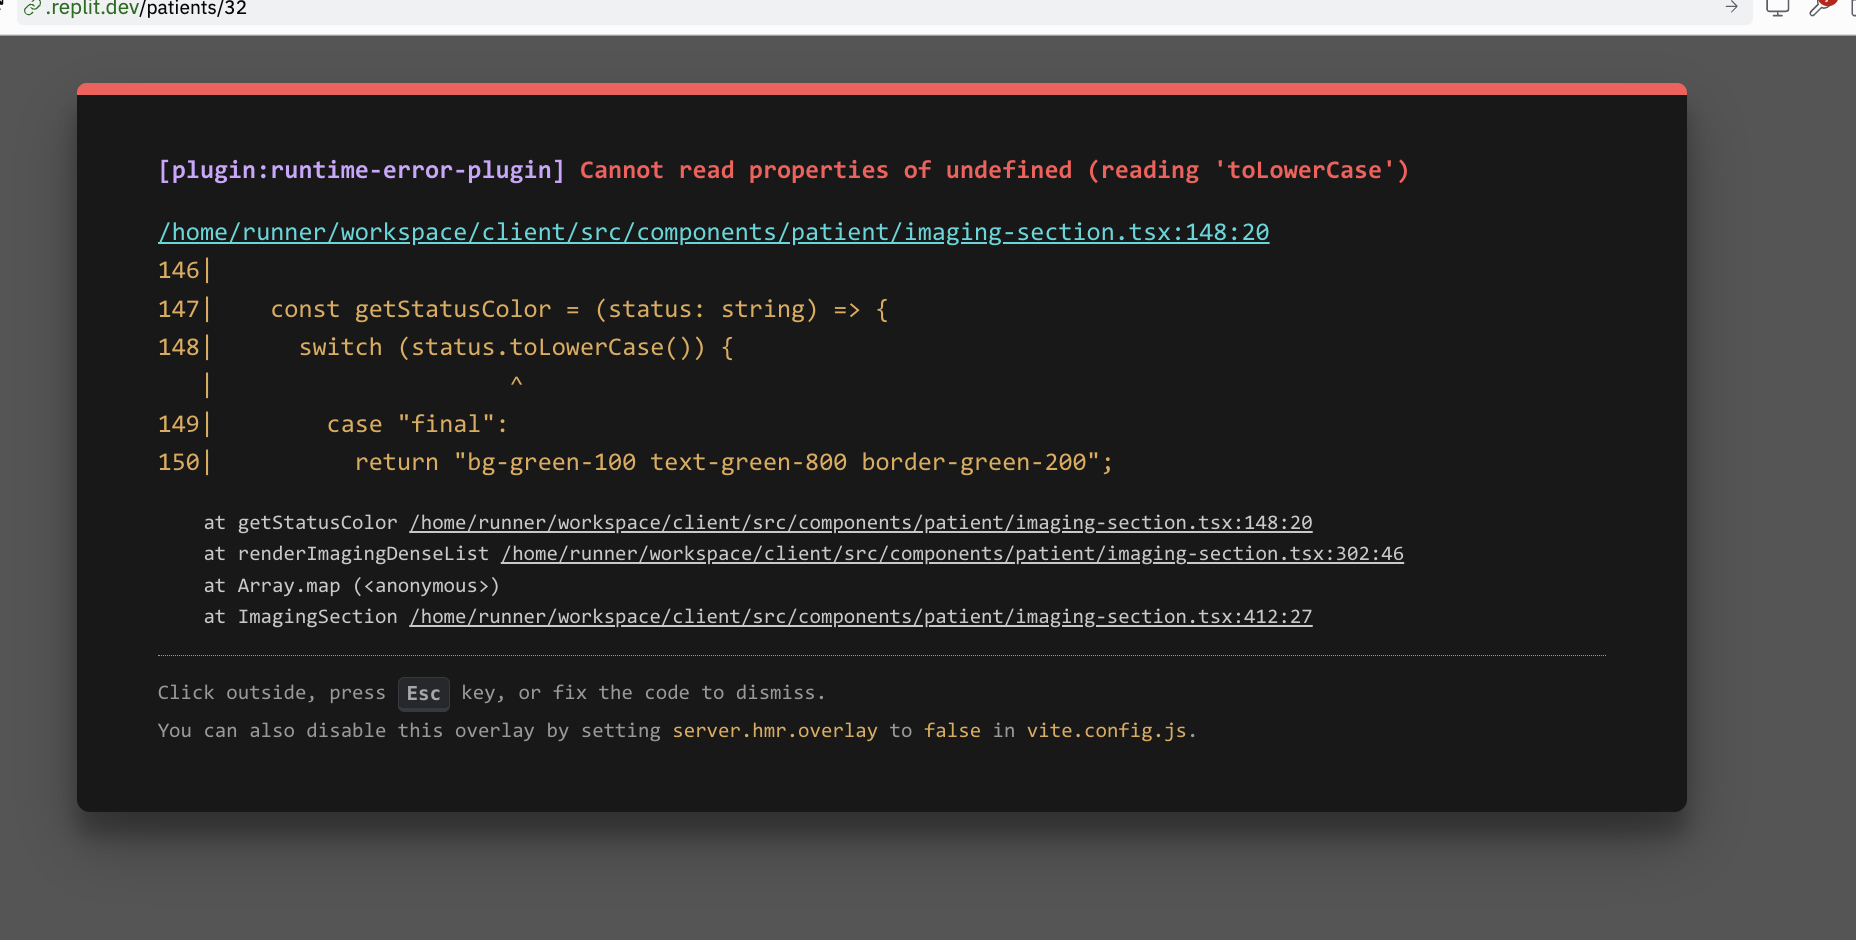 .replit.dev/patients/32
[plugin:runtime-error-plugin] Cannot read properties of undefined (reading 'toLowerCase')
/home/runner/workspace/client/src/components/patient/imaging-section.tsx:148:20
146|
147|    const getStatusColor = (status: string) => {
148|      switch (status.toLowerCase()) {
   |                     ^
149|        case "final":
150|          return "bg-green-100 text-green-800 border-green-200";
    at getStatusColor /home/runner/workspace/client/src/components/patient/imaging-section.tsx:148:20
    at renderImagingDenseList /home/runner/workspace/client/src/components/patient/imaging-section.tsx:302:46
    at Array.map (<anonymous>)
    at ImagingSection /home/runner/workspace/client/src/components/patient/imaging-section.tsx:412:27
Click outside, press Esc key, or fix the code to dismiss.
You can also disable this overlay by setting server.hmr.overlay to false in vite.config.js.